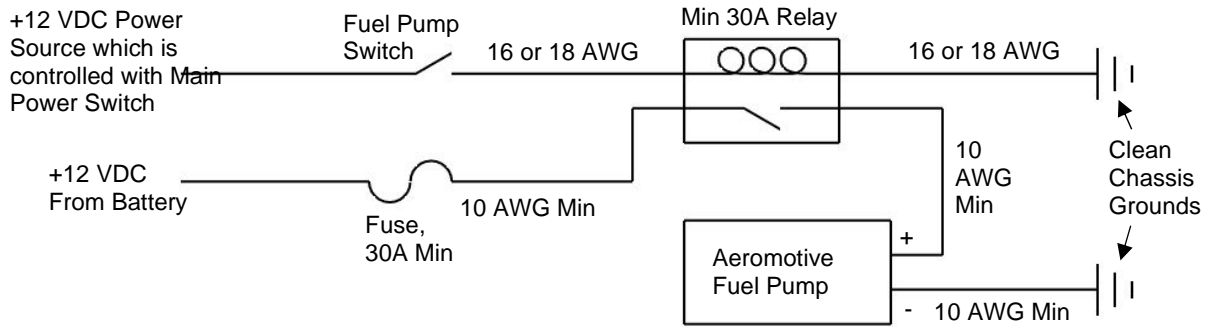 +12 VDC Power
Source which is
controlled with Main
Power Switch
Fuel Pump
Switch
16 or 18 AWG
Min 30A Relay
16 or 18 AWG
+12 VDC
From Battery
Fuse,
30A Min
10 AWG Min
10
AWG
Min
Clean
Chassis
Grounds
Aeromotive
Fuel Pump
+
-
10 AWG Min